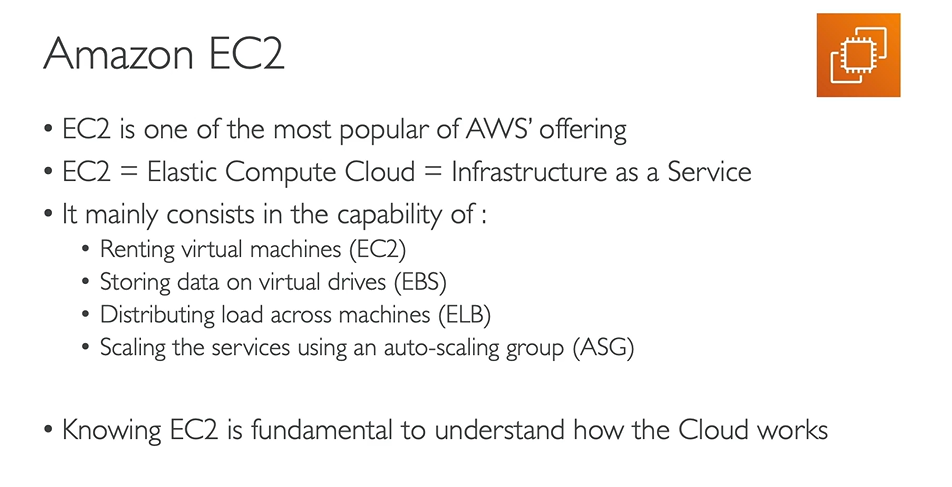 Amazon EC2
• EC2 is one of the most popular of AWS’ offering
• EC2 = Elastic Compute Cloud = Infrastructure as a Service
• It mainly consists in the capability of :
• Renting virtual machines (EC2)
• Storing data on virtual drives (EBS)
• Distributing load across machines (ELB)
• Scaling the services using an auto-scaling group (ASG)
• Knowing EC2 is fundamental to understand how the Cloud works